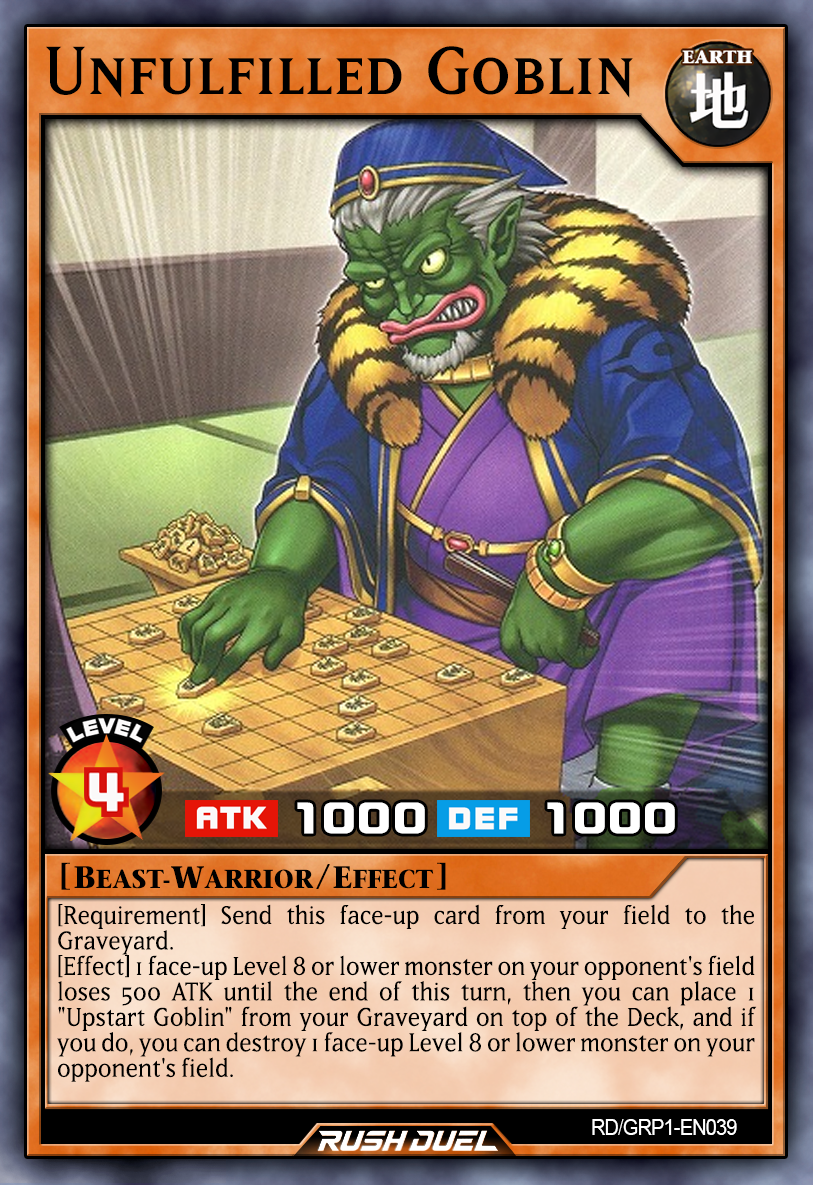 Unfulfilled Goblin
EARTH
地
LEVEL
4
ATK 1000 DEF 1000
[Beast-Warrior/Effect]
[Requirement] Send this face-up card from your field to the
Graveyard.
[Effect] 1 face-up Level 8 or lower monster on your opponent's field
loses 500 ATK until the end of this turn, then you can place 1
"Upstart Goblin" from your Graveyard on top of the Deck, and if
you do, you can destroy 1 face-up Level 8 or lower monster on your
opponent's field.
RUSH DUEL
RD/GRP1-EN039